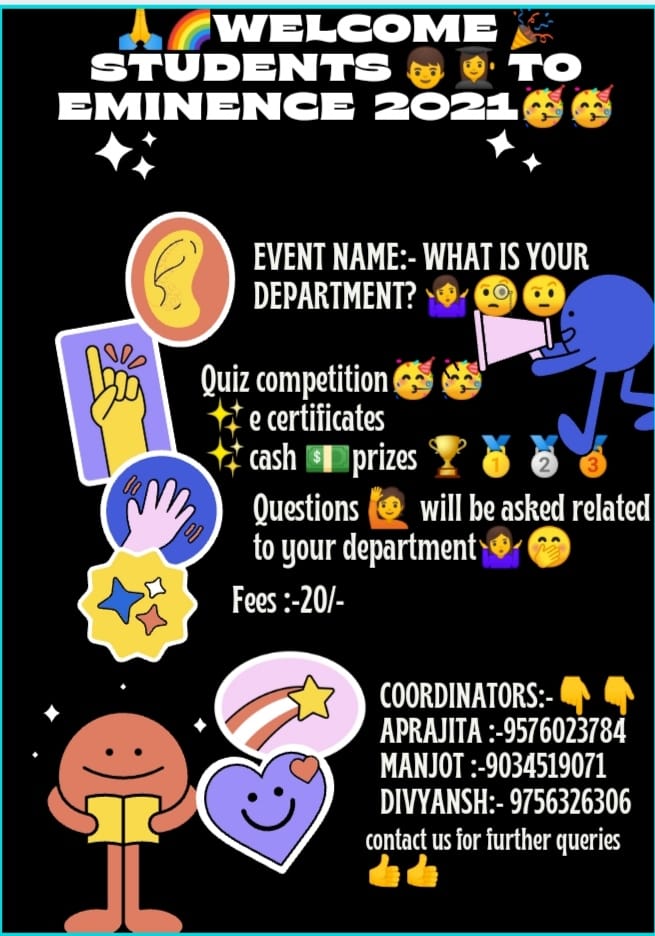 WELCOME
STUDENTS TO
EMINENCE 2021
EVENT NAME:- WHAT IS YOUR
DEPARTMENT?
Quiz competition
e certificates
cash prizes
Questions will be asked related
to your department
Fees :-20/-
COORDINATORS:-
APRAJITA :-9576023784
MANJOT :-9034519071
DIVYANSH:- 9756326306
contact us for further queries